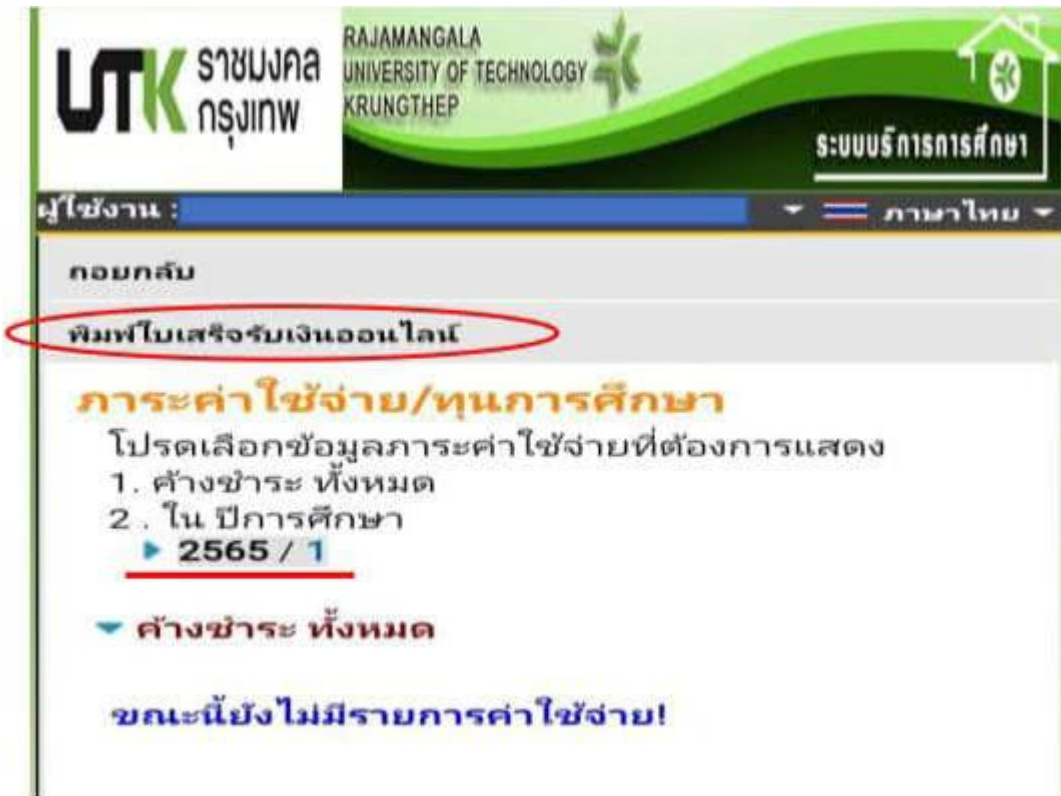 UTK ราชมงคล
กรุงเทพ
RAJAMANGALA
UNIVERSITY OF TECHNOLOGY
KRUNGTHEP
ระบบบริการการศึกษา
ผู้ใช้งาน :
ภาษาไทย
ถอยกลับ
พิมพ์ใบเสร็จรับเงินออนไลน์
ภาระค่าใช้จ่าย/ทุนการศึกษา
โปรดเลือกข้อมูลภาระค่าใช้จ่ายที่ต้องการแสดง
1. ค้างชำระ ทั้งหมด
2 . ใน ปีการศึกษา
2565 / 1
ค้างชำระ ทั้งหมด
ขณะนี้ยังไม่มีรายการค่าใช้จ่าย!